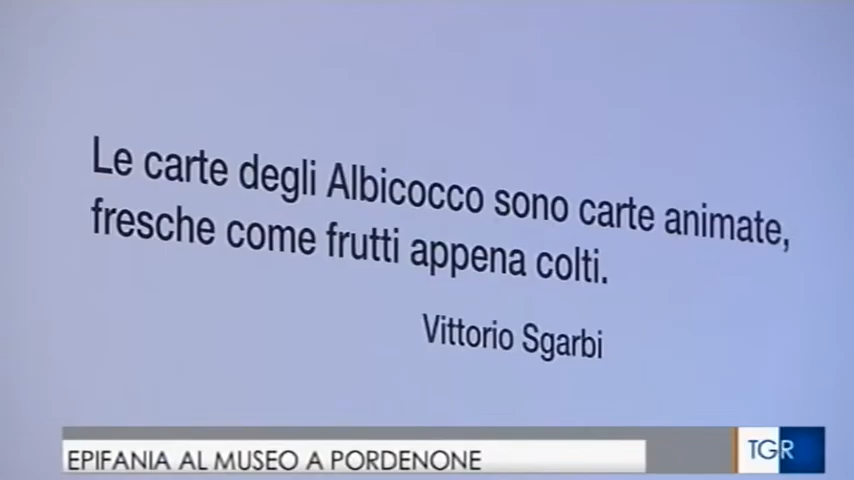 Le carte degli Albicocco sono carte animate,
fresche come frutti appena colti.
Vittorio Sgarbi
EPIFANIA AL MUSEO A PORDENONE
TGR